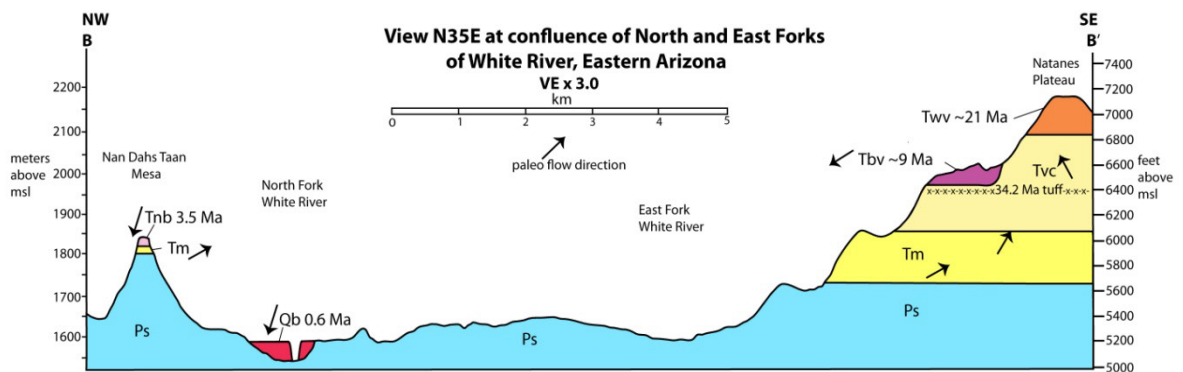 NW
B
View N35E at confluence of North and East Forks
of White River, Eastern Arizona
VE x 3.0
km
0 1 2 3 4 5
paleo flow direction
SE
B'
Natanes
Plateau
2200
2100
2000
1900
1800
1700
1600
meters
above
msl
Nan Dahs Taan
Mesa
Tnb 3.5 Ma
Tm
North Fork
White River
Qb 0.6 Ma
East Fork
White River
Twv ~21 Ma
Tbv ~9 Ma
Tvc
x-x-x-x-x-x-x-34.2 Ma tuff-x-x-x-
Tm
Ps
Ps
Ps
7400
7200
7000
6800
6600
6400
6200
6000
5800
5600
5400
5200
5000
feet
above
msl